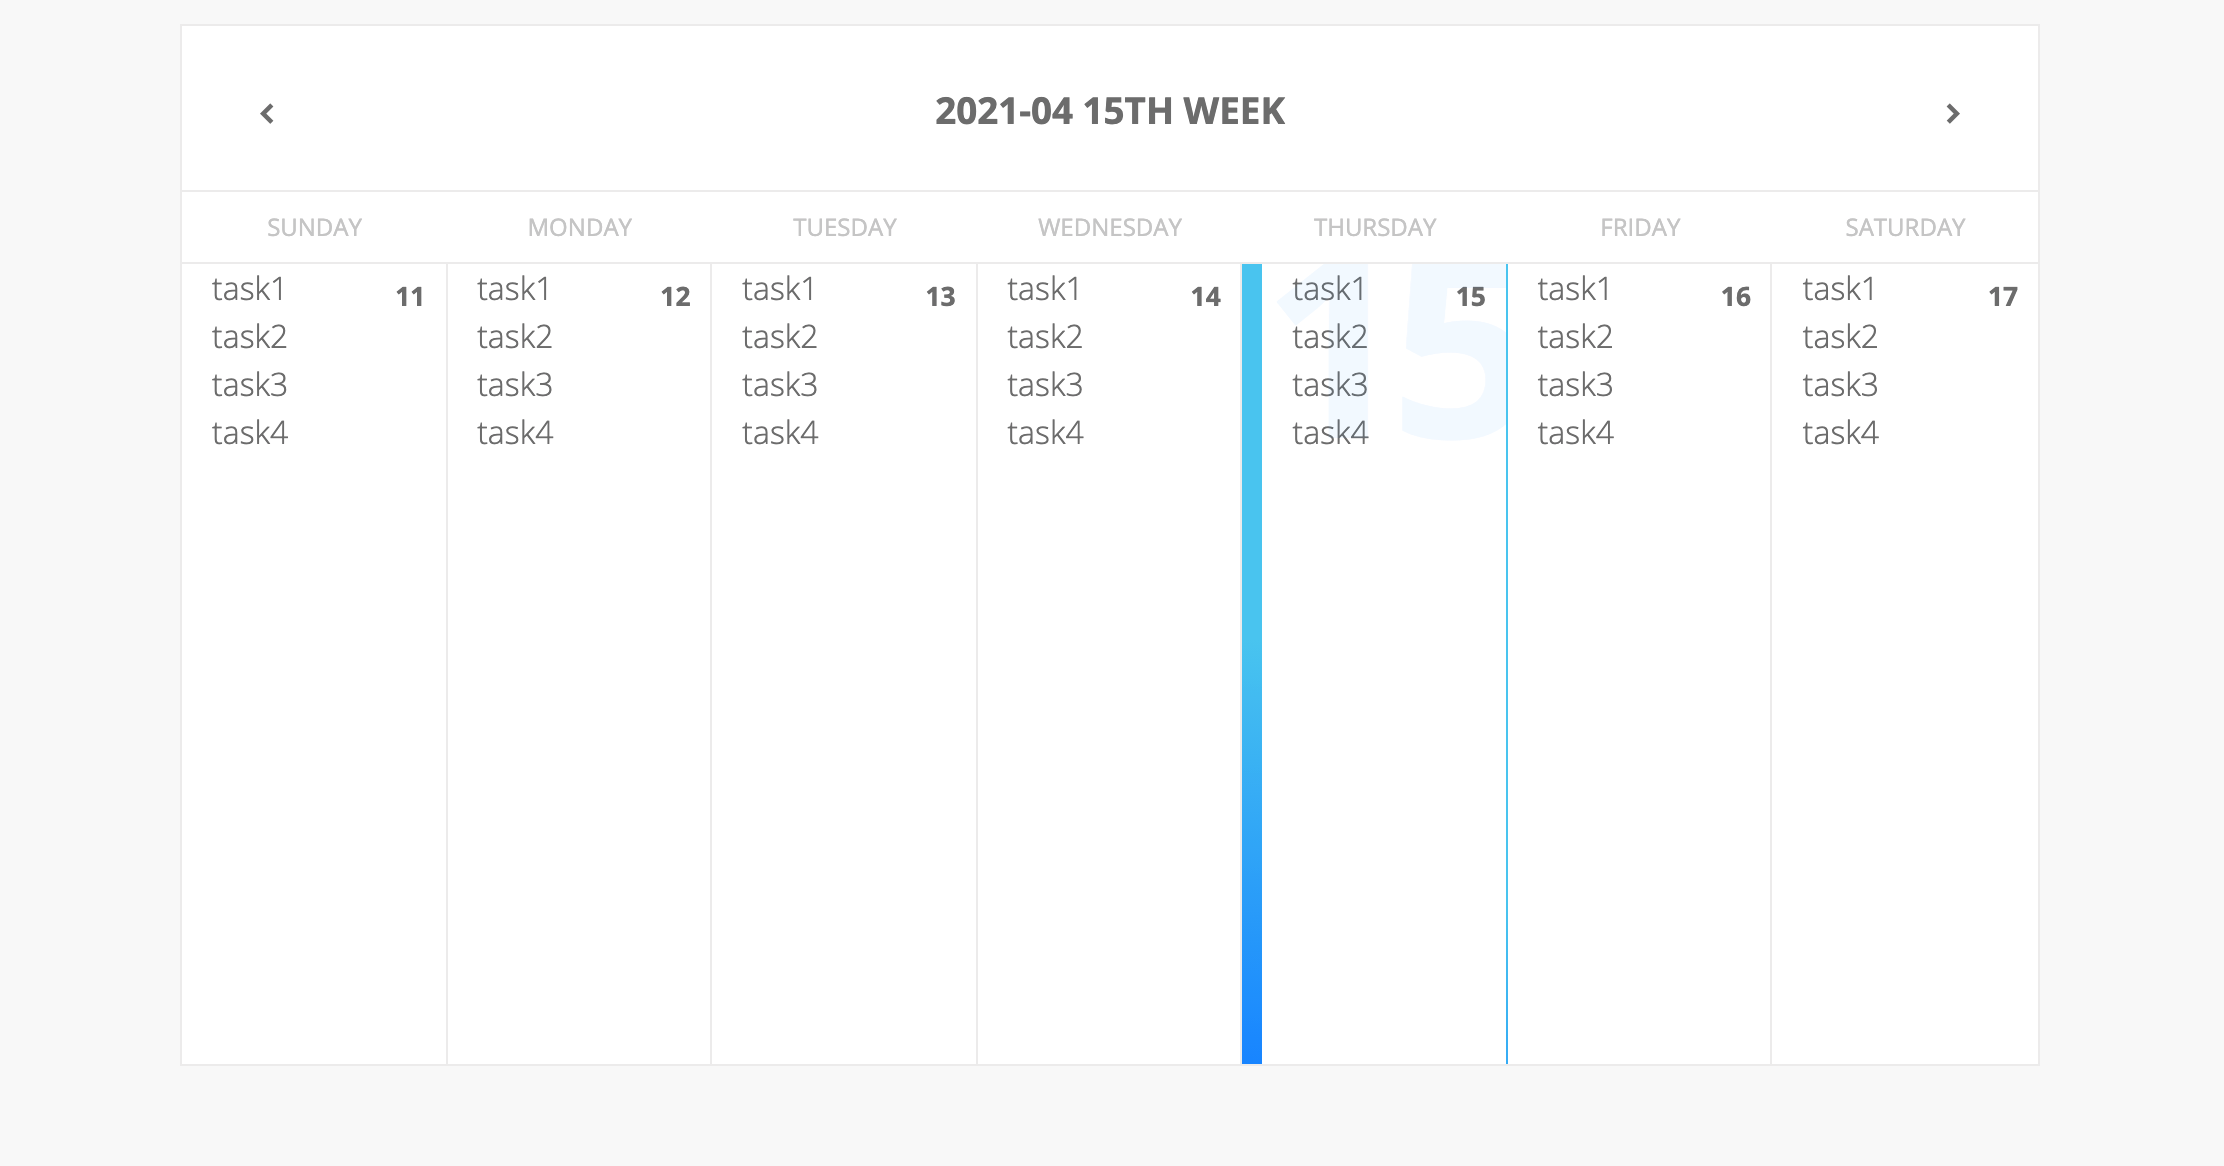 2021-04 15TH WEEK
SUNDAY MONDAY TUESDAY WEDNESDAY THURSDAY FRIDAY SATURDAY
task1 11 task1 12 task1 13 task1 14 task1 15 task1 16 task1 17
task2 task2 task2 task2 task2 task2 task2
task3 task3 task3 task3 task3 task3 task3
task4 task4 task4 task4 task4 task4 task4
15